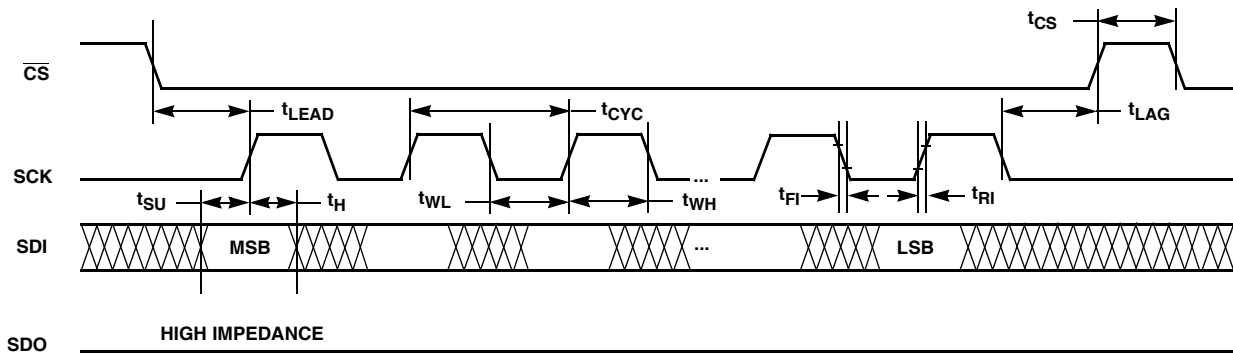 tCS
CS
tLEAD
tCYC
tLAG
SCK
...
tSU
tH
tWL
tWH
tFI
tRI
SDI
MSB
...
LSB
HIGH IMPEDANCE
SDO